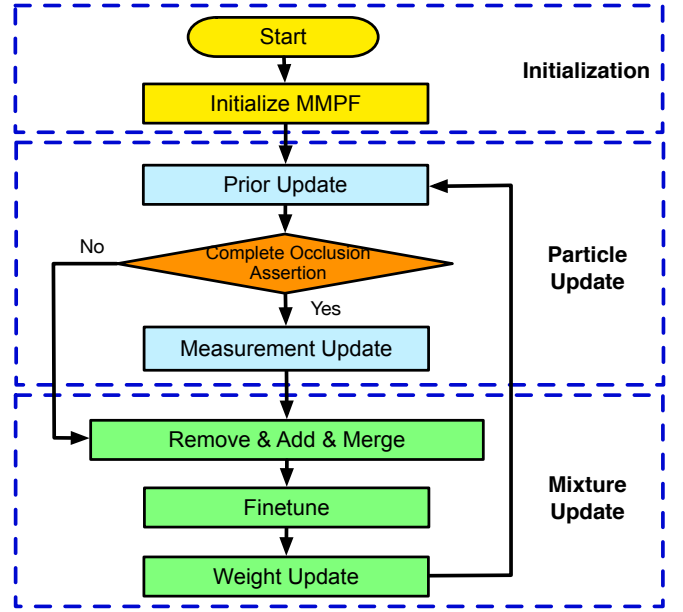 Start
Initialization
Initialize MMPF
Prior Update
No
Complete Occlusion
Assertion
Particle
Update
Yes
Measurement Update
Remove & Add & Merge
Finetune
Mixture
Update
Weight Update